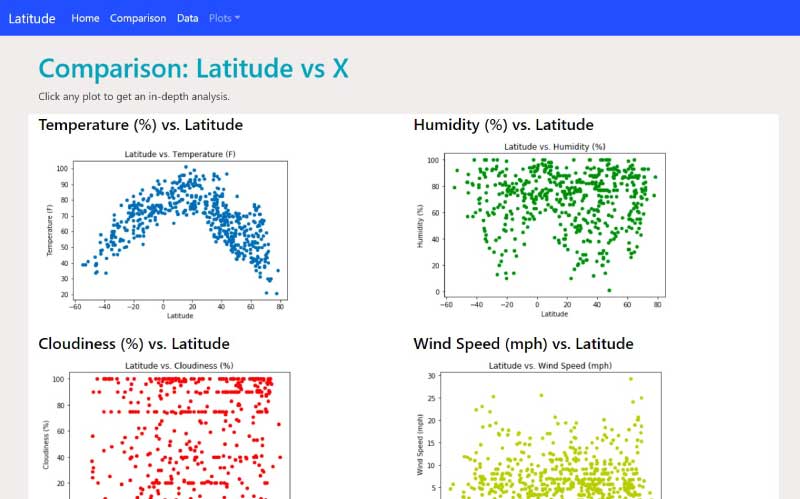 Latitude Home Comparison Data Plots
Comparison: Latitude vs X
Click any plot to get an in-depth analysis.
Temperature (%) vs. Latitude
Latitude vs. Temperature (F)
100
90
80
70
60
50
40
30
20
Temperature (F)
−60 −40 −20 0 20 40 60 80
Latitude
Humidity (%) vs. Latitude
Latitude vs. Humidity (%)
100
80
60
40
20
0
Humidity (%)
−60 −40 −20 0 20 40 60 80
Latitude
Cloudiness (%) vs. Latitude
Latitude vs. Cloudiness (%)
100
80
60
40
20
Cloudiness (%)
Wind Speed (mph) vs. Latitude
Latitude vs. Wind Speed (mph)
30
25
20
15
10
5
Wind Speed (mph)